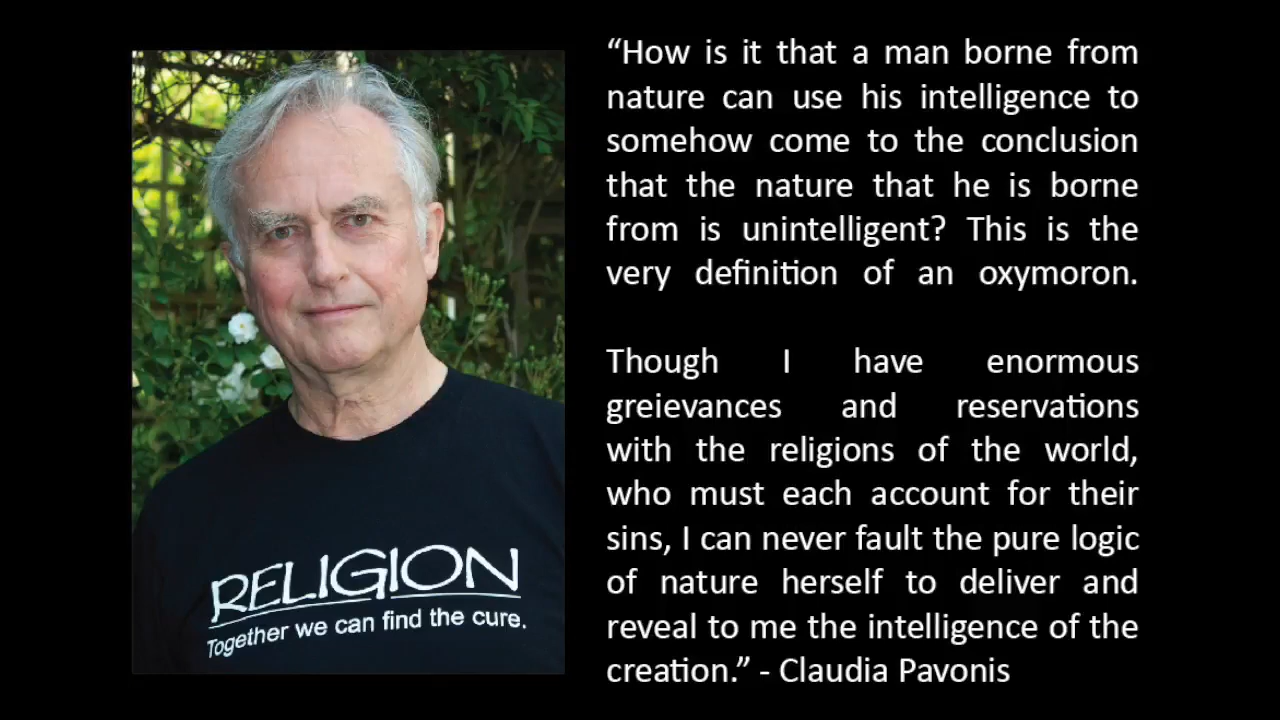 RELIGION
Together we can find the cure.
“How is it that a man borne from
nature can use his intelligence to
somehow come to the conclusion
that the nature that he is borne
from is unintelligent? This is the
very definition of an oxymoron.
Though I have enormous
greievances and reservations
with the religions of the world,
who must each account for their
sins, I can never fault the pure logic
of nature herself to deliver and
reveal to me the intelligence of the
creation.” - Claudia Pavonis